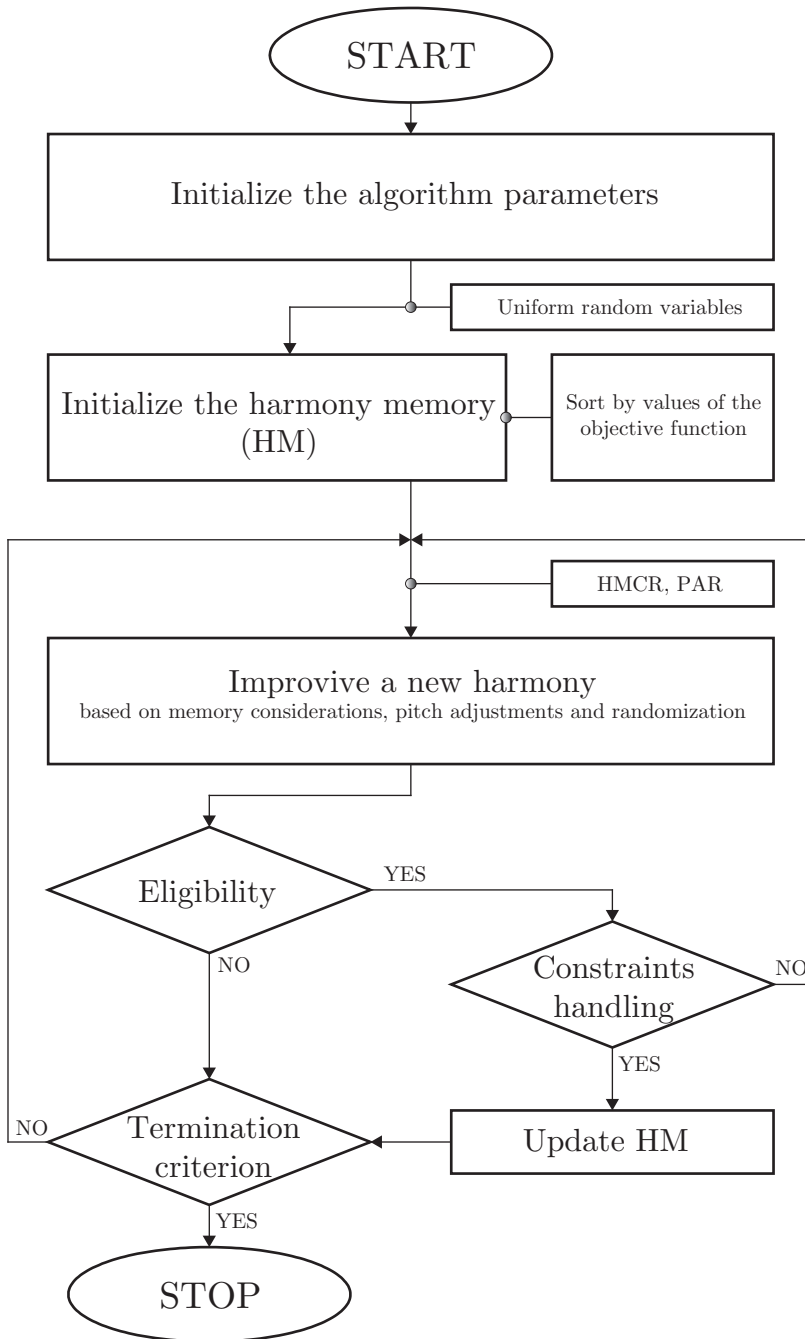 START
Initialize the algorithm parameters
Uniform random variables
Initialize the harmony memory
(HM)
Sort by values of the
objective function
HMCR, PAR
Improvive a new harmony
based on memory considerations, pitch adjustments and randomization
Eligibility
YES
NO
Constraints
handling
NO
YES
Termination
criterion
NO
Update HM
YES
STOP